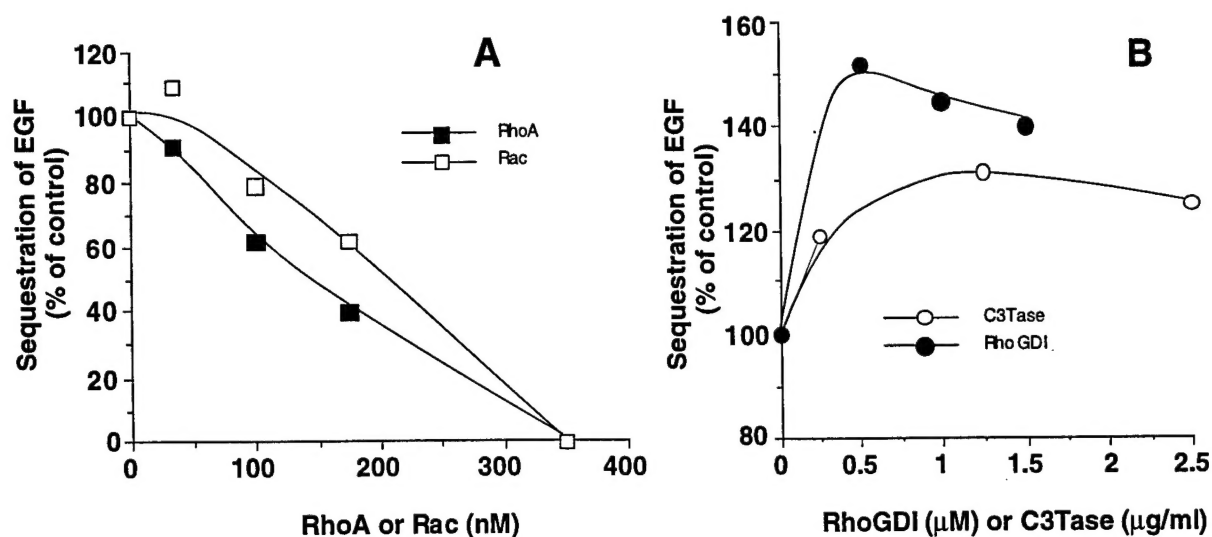 A
Sequestration of EGF
(% of control)
120
100
80
60
40
20
0
RhoA
Rac
0
100
200
300
400
RhoA or Rac (nM)
B
Sequestration of EGF
(% of control)
160
140
120
100
80
C3Tase
Rho GDI
0
0.5
1
1.5
2
2.5
RhoGDI (μM) or C3Tase (μg/ml)